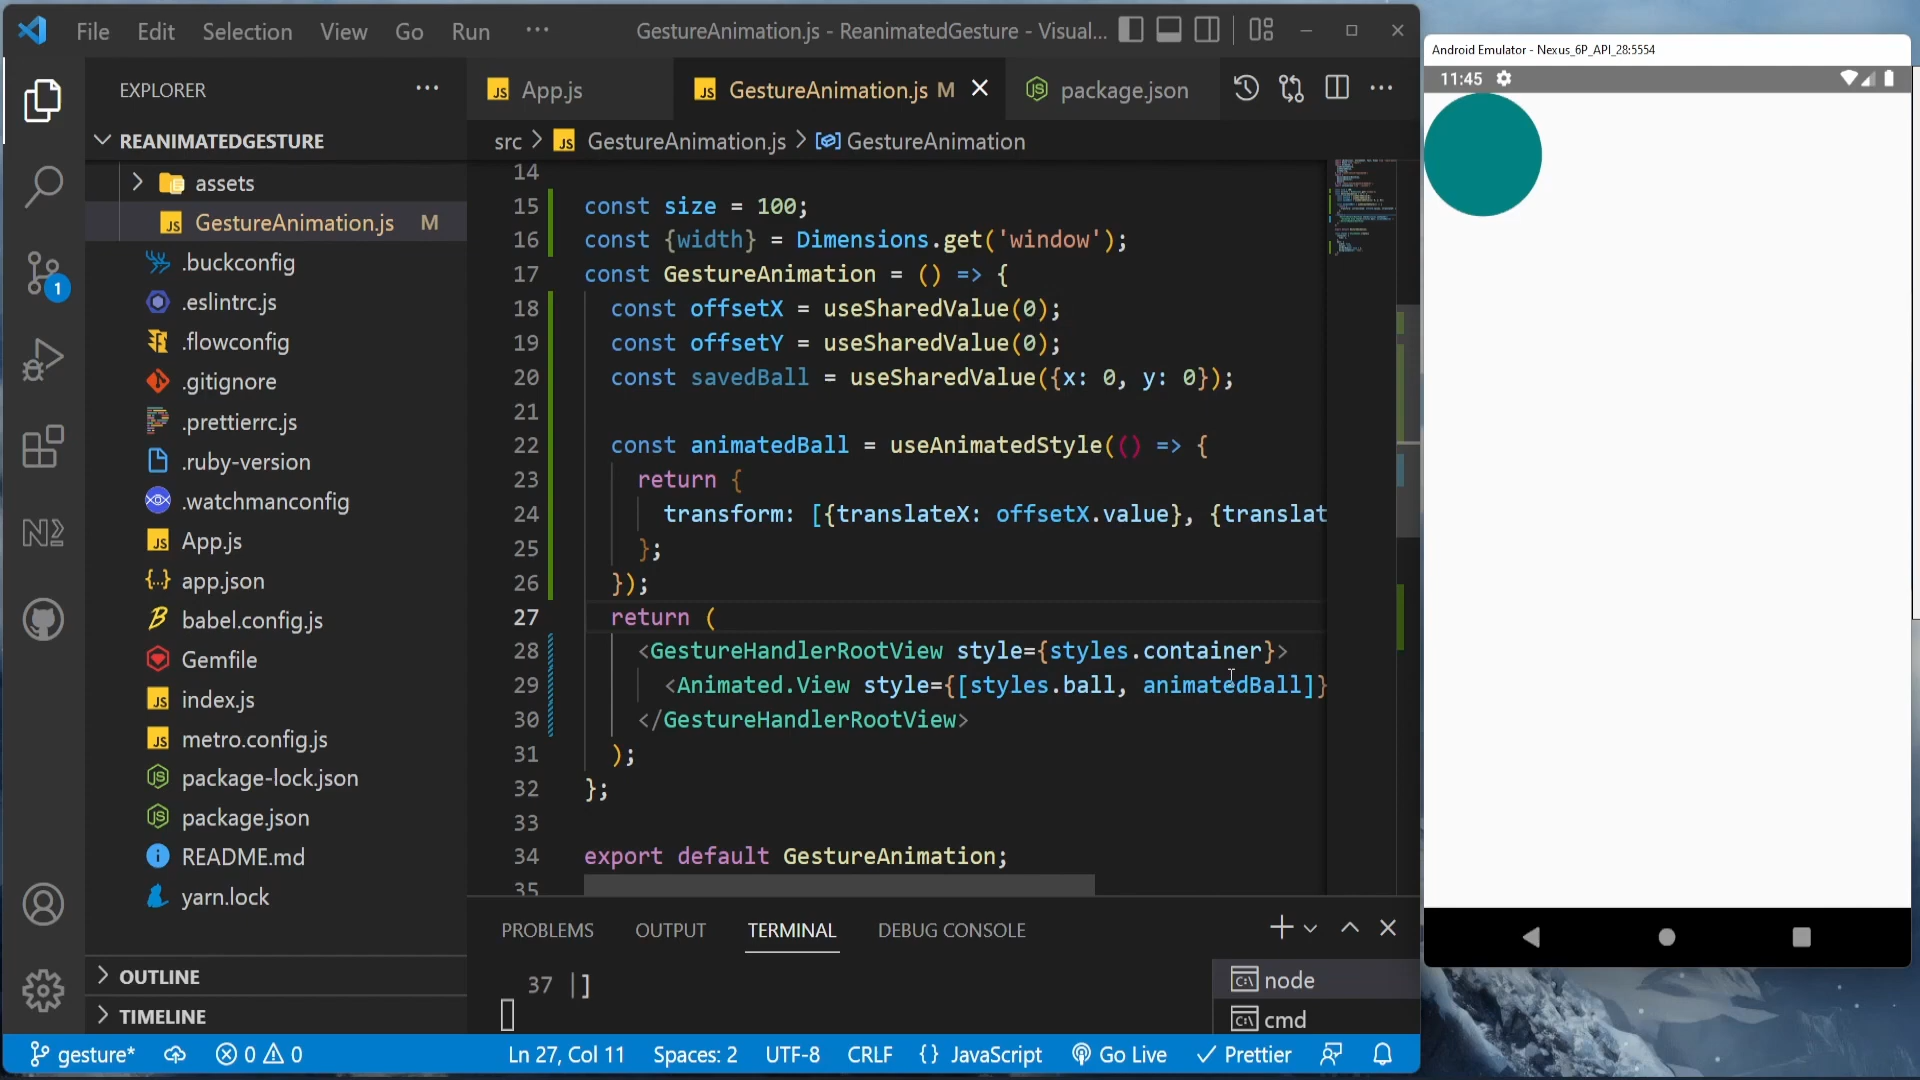 File Edit Selection View Go Run ··· GestureAnimation.js - ReanimatedGesture - Visual...
EXPLORER ···
REANIMATEDGESTURE
assets
GestureAnimation.js M
.buckconfig
.eslintrc.js
.flowconfig
.gitignore
.prettierrc.js
.ruby-version
.watchmanconfig
App.js
app.json
babel.config.js
Gemfile
index.js
metro.config.js
package-lock.json
package.json
README.md
yarn.lock
OUTLINE
TIMELINE
1
App.js GestureAnimation.js M package.json
src > GestureAnimation.js > GestureAnimation
14
15 const size = 100;
16 const {width} = Dimensions.get('window');
17 const GestureAnimation = () => {
18 const offsetX = useSharedValue(0);
19 const offsetY = useSharedValue(0);
20 const savedBall = useSharedValue({x: 0, y: 0});
21
22 const animatedBall = useAnimatedStyle(() => {
23 return {
24 transform: [{translateX: offsetX.value}, {translat
25 };
26 });
27 return (
28 <GestureHandlerRootView style={styles.container}>
29 <Animated.View style={[styles.ball, animatedBall]}
30 </GestureHandlerRootView>
31 );
32 };
33
34 export default GestureAnimation;
35
PROBLEMS OUTPUT TERMINAL DEBUG CONSOLE
37 |]
node
cmd
gesture* 0 0 Ln 27, Col 11 Spaces: 2 UTF-8 CRLF {} JavaScript Go Live Prettier
Android Emulator - Nexus_6P_API_28:5554
11:45